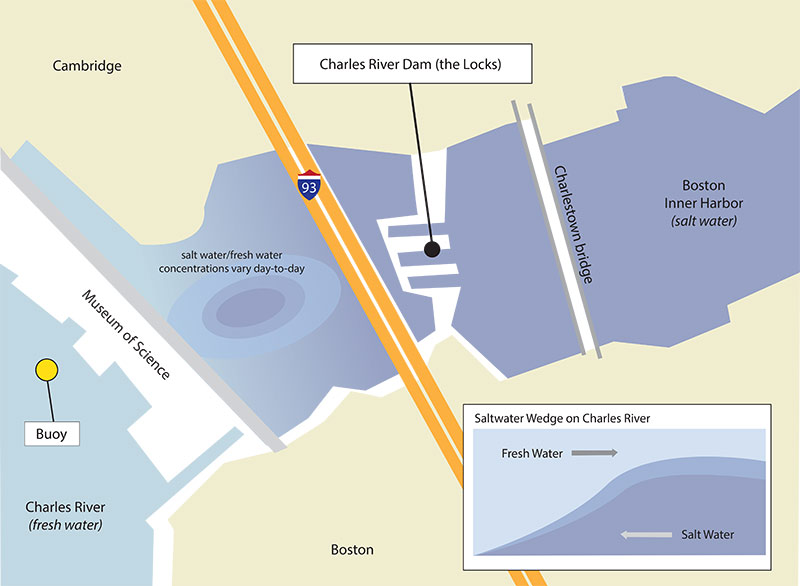 Cambridge
Charles River Dam (the Locks)
93
Charlestown bridge
Boston
Inner Harbor
(salt water)
salt water/fresh water
concentrations vary day-to-day
Museum of Science
Buoy
Charles River
(fresh water)
Boston
Saltwater Wedge on Charles River
Fresh Water
Salt Water